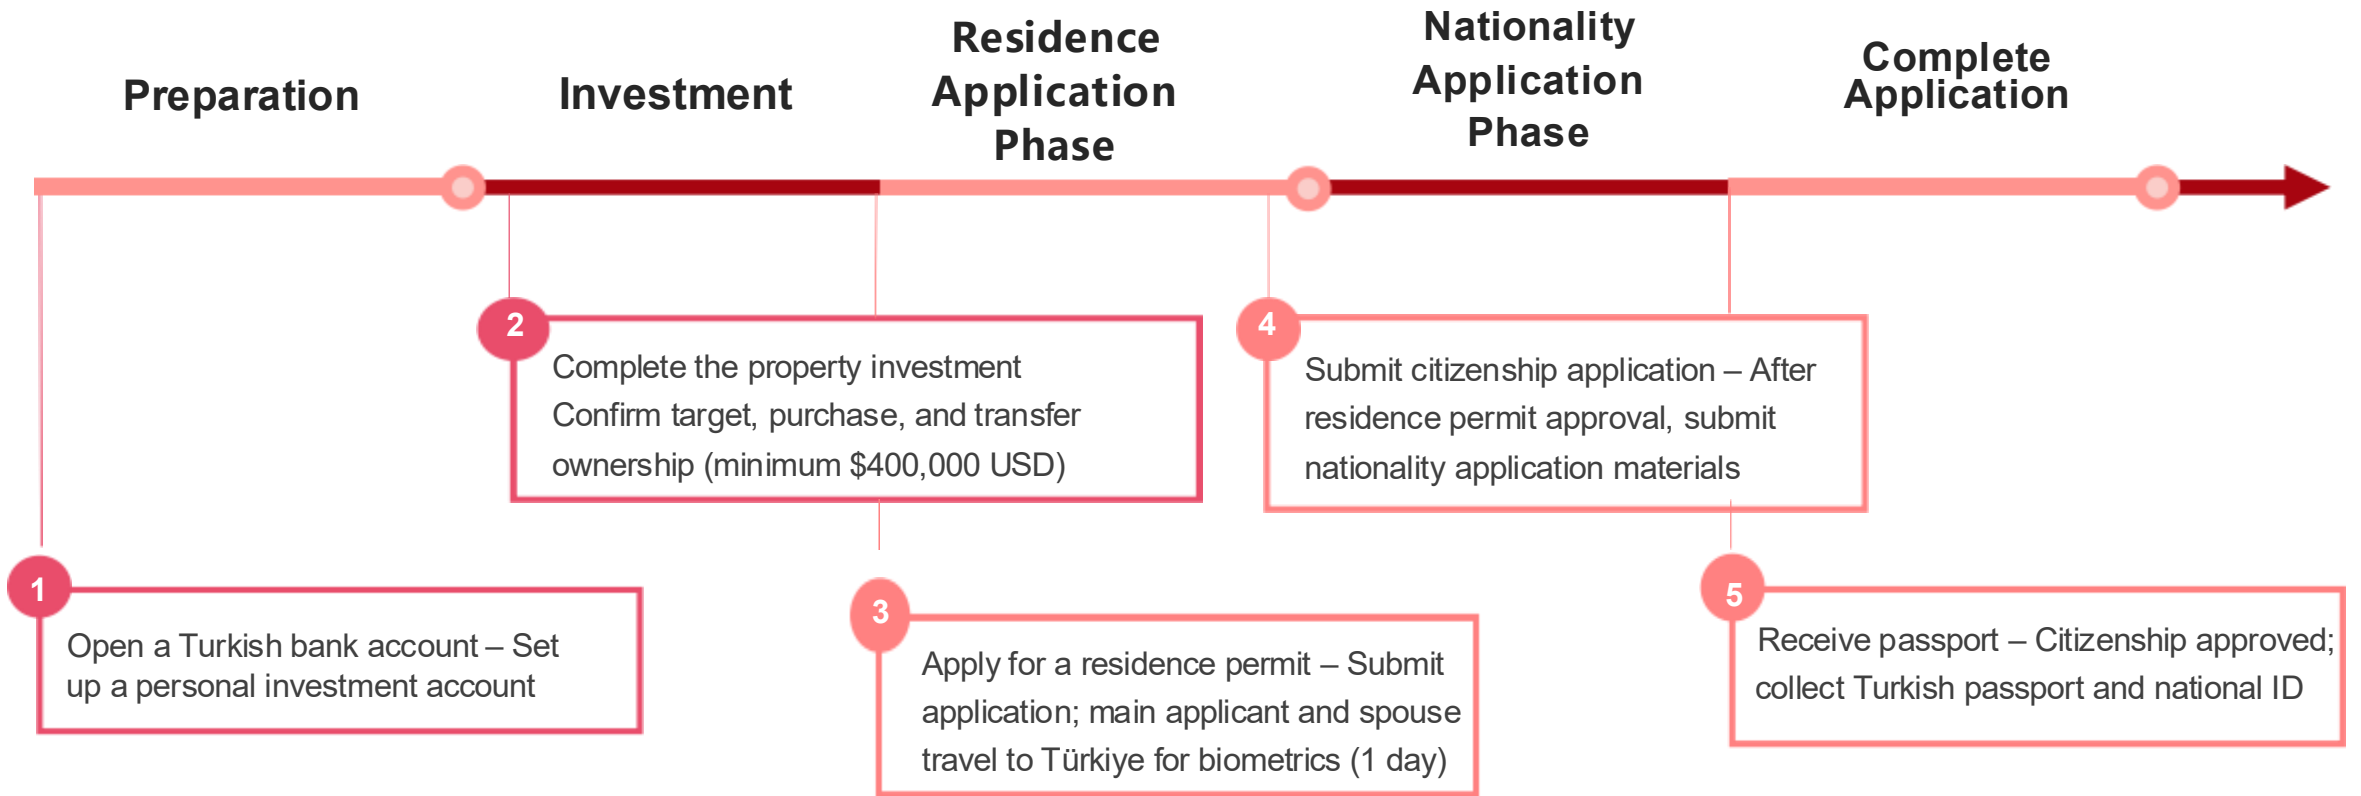 Preparation
Investment
Residence
Application
Phase
Nationality
Application
Phase
Complete
Application
1
Open a Turkish bank account – Set
up a personal investment account
2
Complete the property investment
Confirm target, purchase, and transfer
ownership (minimum $400,000 USD)
3
Apply for a residence permit – Submit
application; main applicant and spouse
travel to Türkiye for biometrics (1 day)
4
Submit citizenship application – After
residence permit approval, submit
nationality application materials
5
Receive passport – Citizenship approved;
collect Turkish passport and national ID